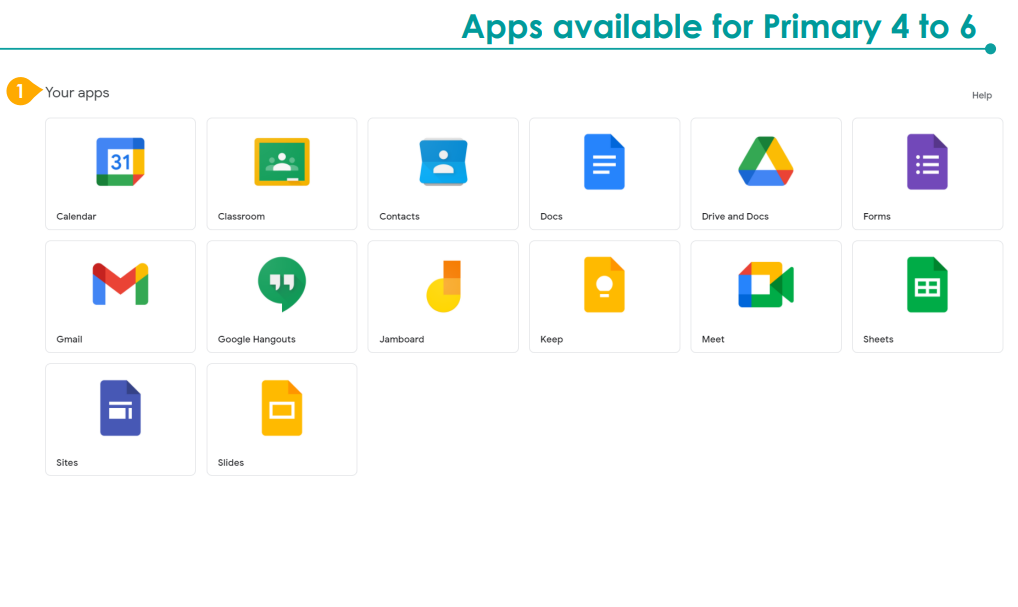 Apps available for Primary 4 to 6
1 Your apps
Help
31
Calendar
Classroom
Contacts
Docs
Drive and Docs
Forms
Gmail
Google Hangouts
Jamboard
Keep
Meet
Sheets
Sites
Slides